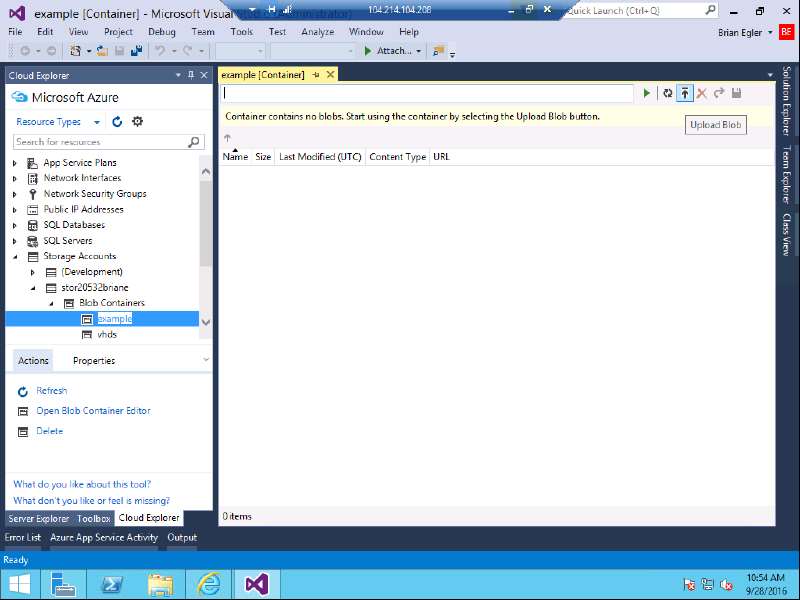 example [Container] - Microsoft Visual
104.214.104.208
Quick Launch (Ctrl+Q)
File Edit View Project Debug Team Tools Test Analyze Window Help
Brian Egler
BE
Attach...
Cloud Explorer
example [Container]
Microsoft Azure
Resource Types
Search for resources
App Service Plans
Network Interfaces
Network Security Groups
Public IP Addresses
SQL Databases
SQL Servers
Storage Accounts
(Development)
stor20532briane
Blob Containers
example
vhds
Actions Properties
Refresh
Open Blob Container Editor
Delete
What do you like about this tool?
What don't you like or feel is missing?
Server Explorer Toolbox Cloud Explorer
Container contains no blobs. Start using the container by selecting the Upload Blob button.
Upload Blob
Name Size Last Modified (UTC) Content Type URL
0 items
Solution Explorer
Team Explorer
Class View
Error List Azure App Service Activity Output
Ready
10:54 AM
9/28/2016